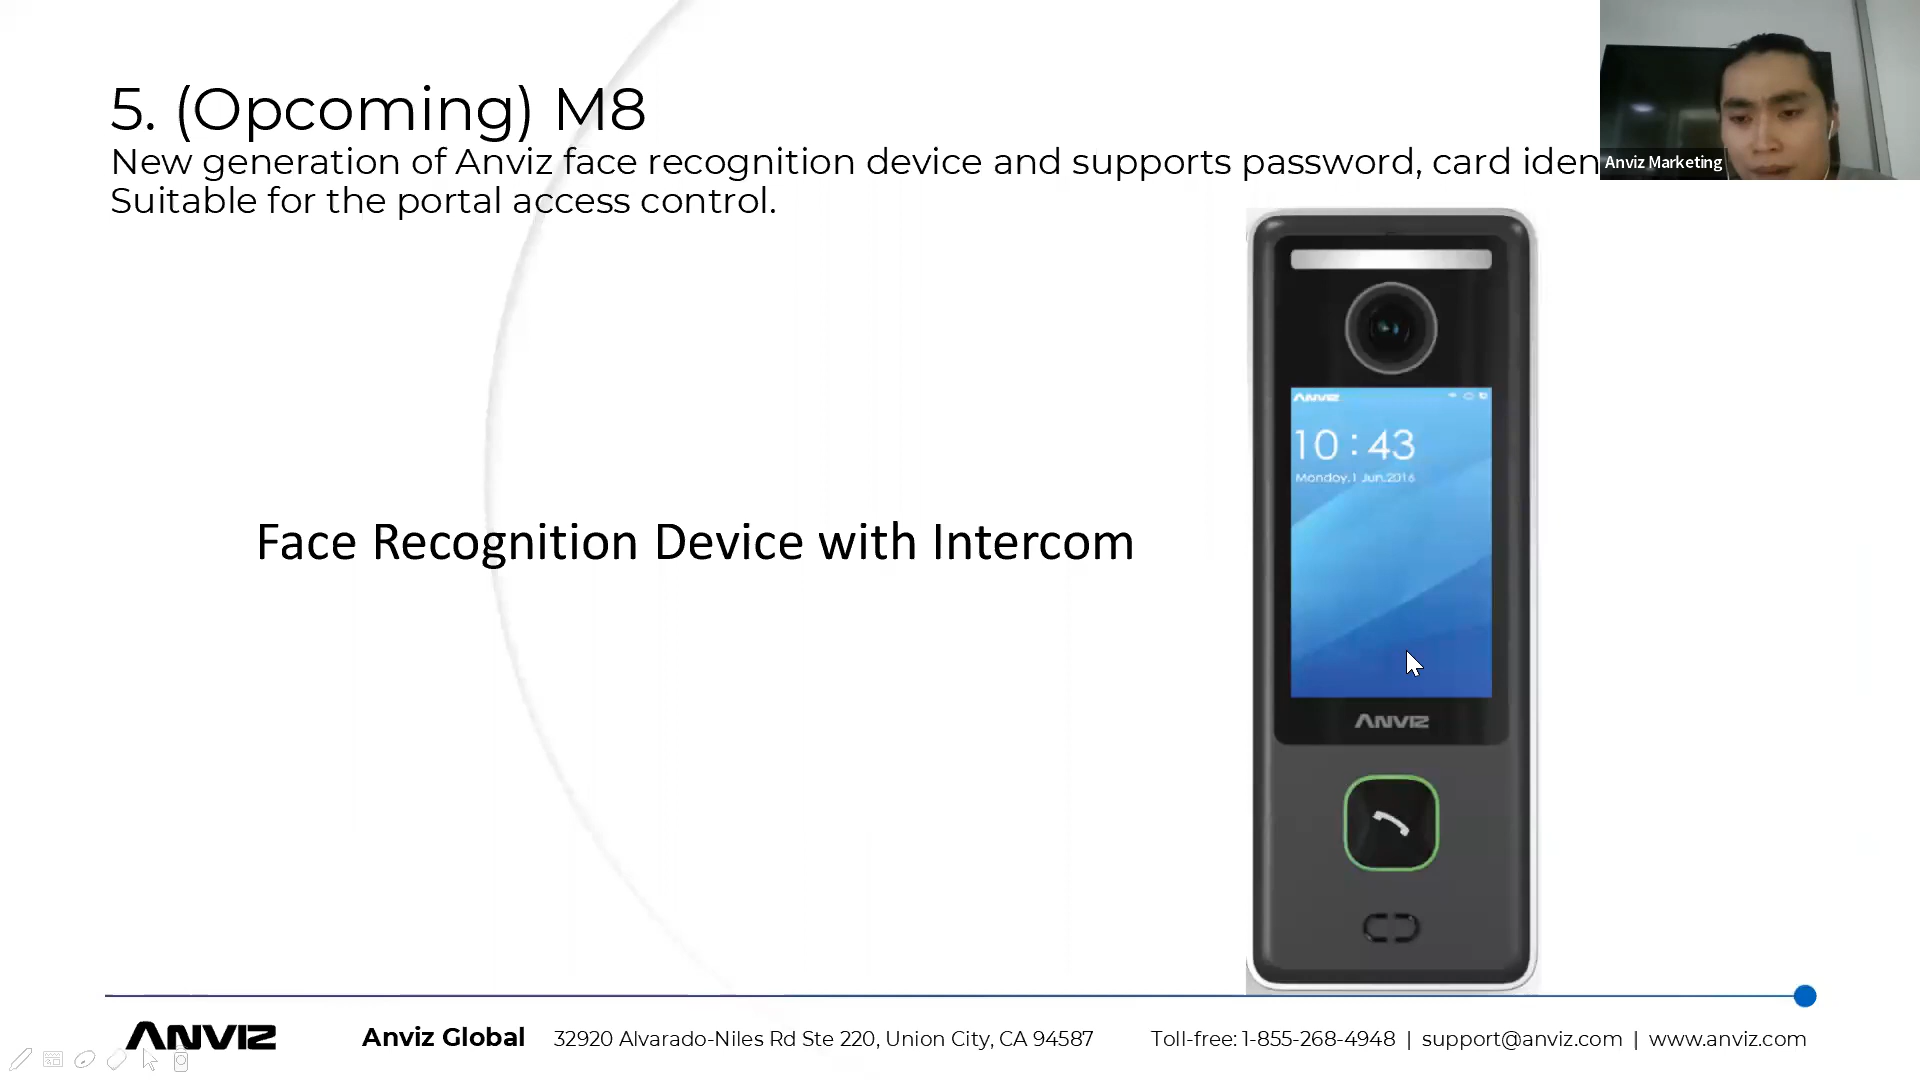 5. (Opcoming) M8
New generation of Anviz face recognition device and supports password, card iden
Suitable for the portal access control.
Anviz Marketing
ANVIZ
10:43
Monday,1 Jun,2016
Face Recognition Device with Intercom
ANVIZ
ANVIZ
Anviz Global 32920 Alvarado-Niles Rd Ste 220, Union City, CA 94587 Toll-free: 1-855-268-4948 | support@anviz.com | www.anviz.com